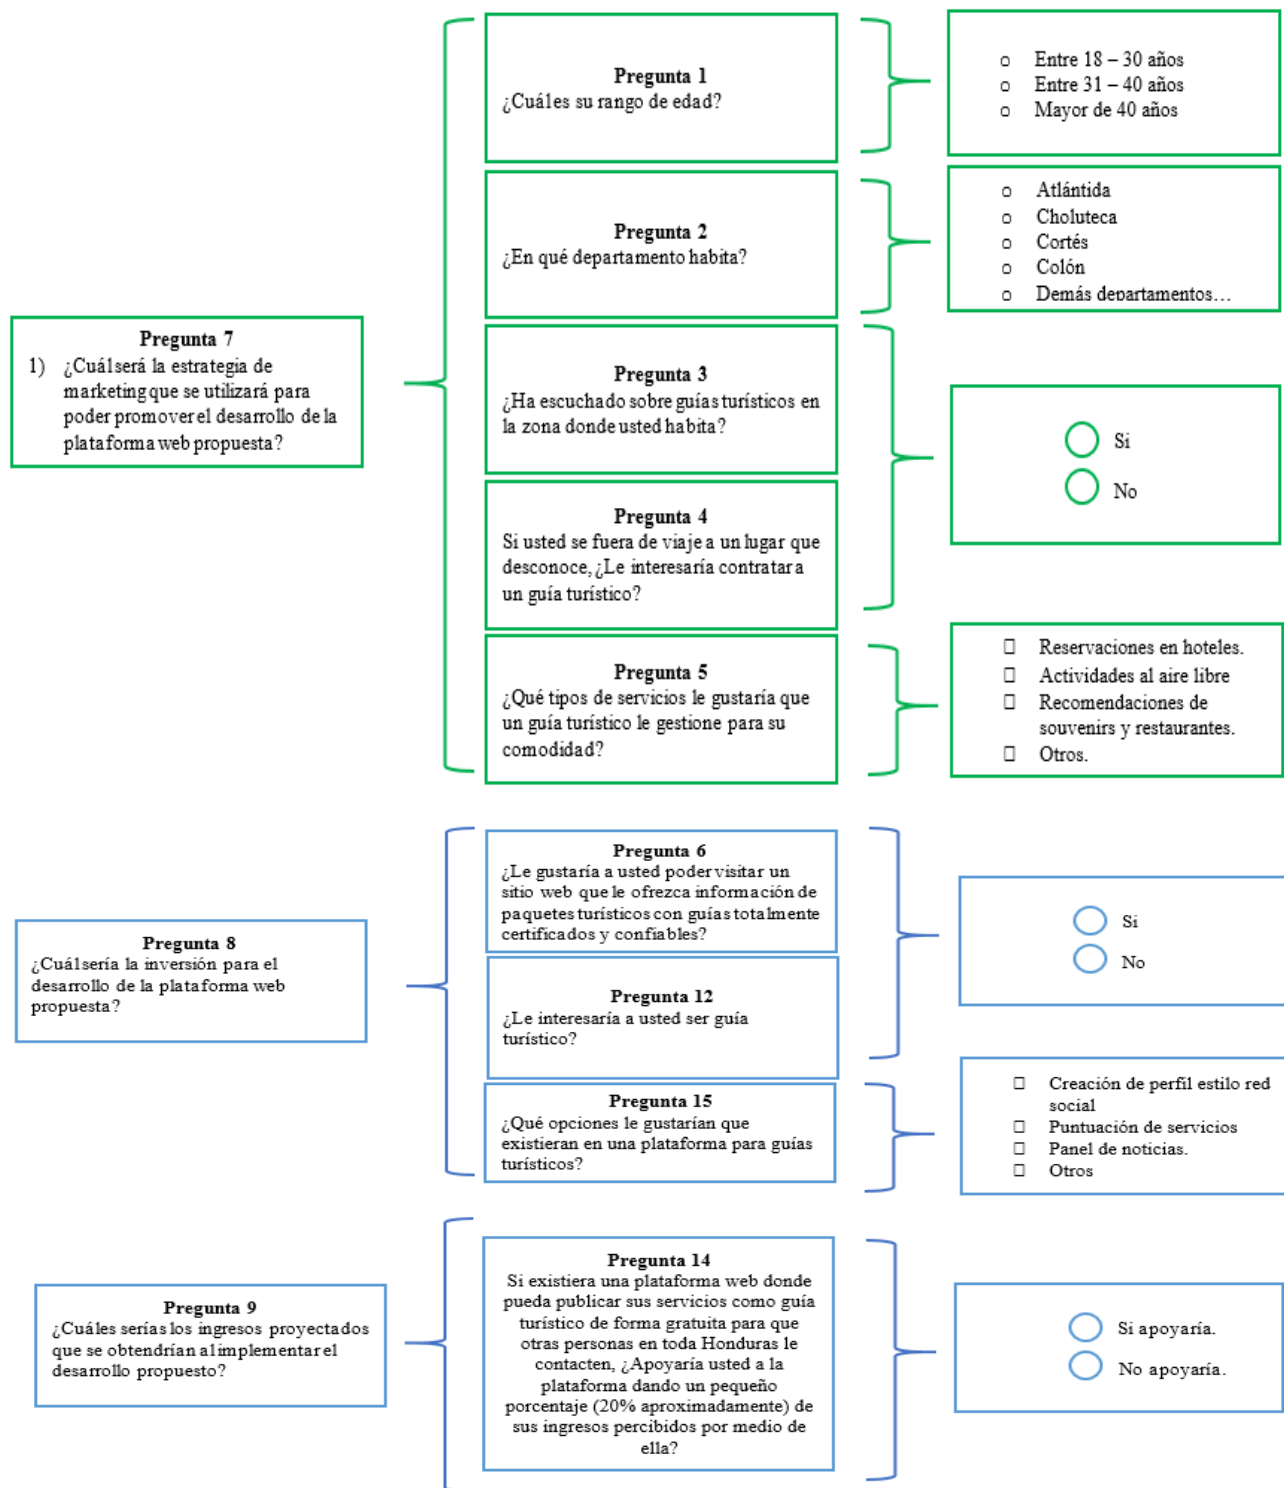 Pregunta 7
1) ¿Cuál será la estrategia de
marketing que se utilizará para
poder promover el desarrollo de la
plataforma web propuesta?
Pregunta 1
¿Cuál es su rango de edad?
o Entre 18 – 30 años
o Entre 31 – 40 años
o Mayor de 40 años
Pregunta 2
¿En qué departamento habita?
o Atlántida
o Choluteca
o Cortés
o Colón
o Demás departamentos…
Pregunta 3
¿Ha escuchado sobre guías turísticos en
la zona donde usted habita?
Pregunta 4
Si usted se fuera de viaje a un lugar que
desconoce, ¿Le interesaría contratar a
un guía turístico?
Si
No
Pregunta 5
¿Qué tipos de servicios le gustaría que
un guía turístico le gestione para su
comodidad?
☐ Reservaciones en hoteles.
☐ Actividades al aire libre
☐ Recomendaciones de
souvenirs y restaurantes.
☐ Otros.
Pregunta 8
¿Cuál sería la inversión para el
desarrollo de la plataforma web
propuesta?
Pregunta 6
¿Le gustaría a usted poder visitar un
sitio web que le ofrezca información de
paquetes turísticos con guías totalmente
certificados y confiables?
Pregunta 12
¿Le interesaría a usted ser guía
turístico?
Si
No
Pregunta 15
¿Qué opciones le gustarían que
existieran en una plataforma para guías
turísticos?
☐ Creación de perfil estilo red
social
☐ Puntuación de servicios
☐ Panel de noticias.
☐ Otros
Pregunta 9
¿Cuáles serías los ingresos proyectados
que se obtendrían al implementar el
desarrollo propuesto?
Pregunta 14
Si existiera una plataforma web donde
pueda publicar sus servicios como guía
turístico de forma gratuita para que
otras personas en toda Honduras le
contacten, ¿Apoyaría usted a la
plataforma dando un pequeño
porcentaje (20% aproximadamente) de
sus ingresos percibidos por medio de
ella?
Si apoyaría.
No apoyaría.